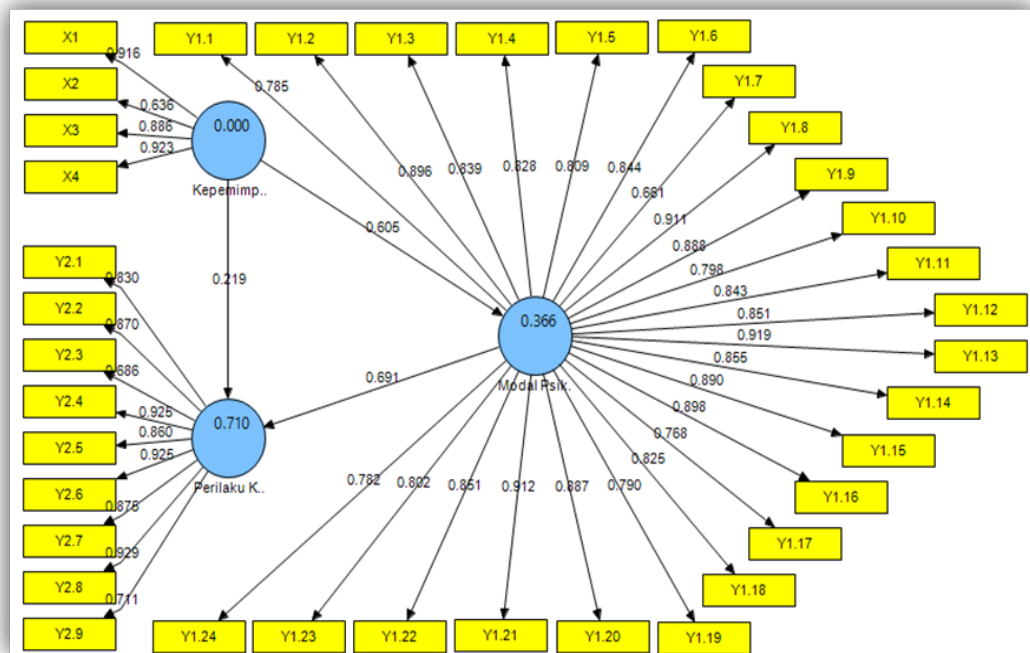 X1
X2
X3
X4
0.916
0.636
0.886
0.923
0.000
Kepemimp..
Y1.1
Y1.2
Y1.3
Y1.4
Y1.5
Y1.6
Y1.7
Y1.8
Y1.9
Y1.10
Y1.11
Y1.12
Y1.13
Y1.14
Y1.15
Y1.16
Y1.17
Y1.18
Y1.19
Y1.20
Y1.21
Y1.22
Y1.23
Y1.24
0.785
0.896
0.839
0.828
0.809
0.844
0.681
0.911
0.888
0.798
0.843
0.851
0.919
0.855
0.890
0.898
0.768
0.825
0.790
0.887
0.912
0.851
0.802
0.782
0.605
0.219
0.691
0.366
Modal Psik.
Y2.1
Y2.2
Y2.3
Y2.4
Y2.5
Y2.6
Y2.7
Y2.8
Y2.9
0.830
0.870
0.686
0.925
0.860
0.925
0.875
0.929
0.711
0.710
Perilaku K..